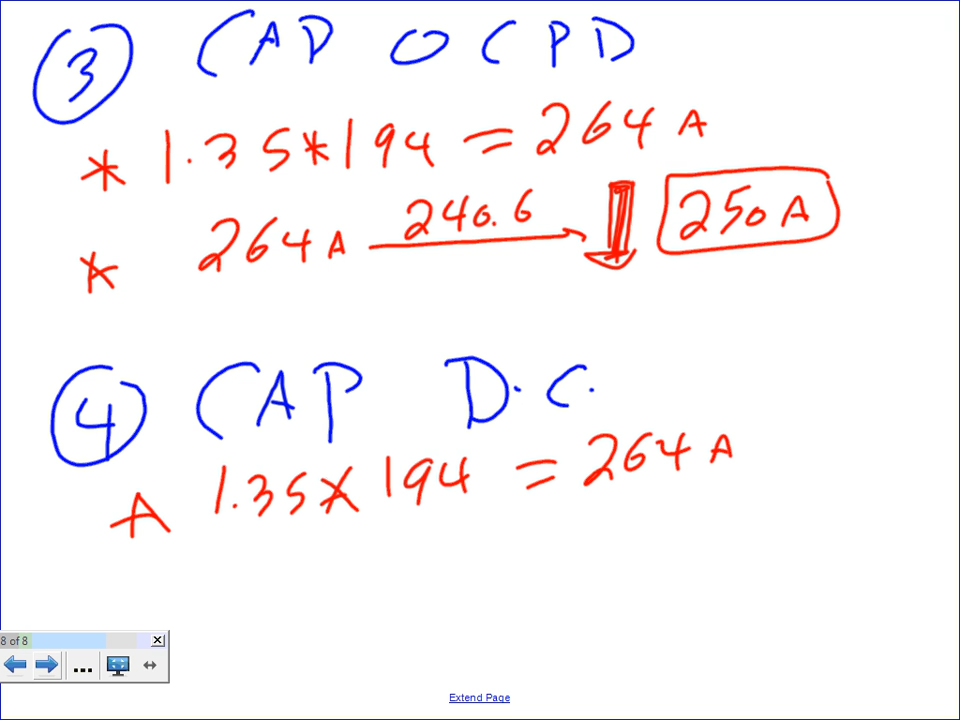 3 CAP OCPD
* 1.35*194 = 264 A
* 264 A 240.6 250 A
4 CAP D.C.
* 1.35 x 194 = 264 A
8 of 8
...
Extend Page